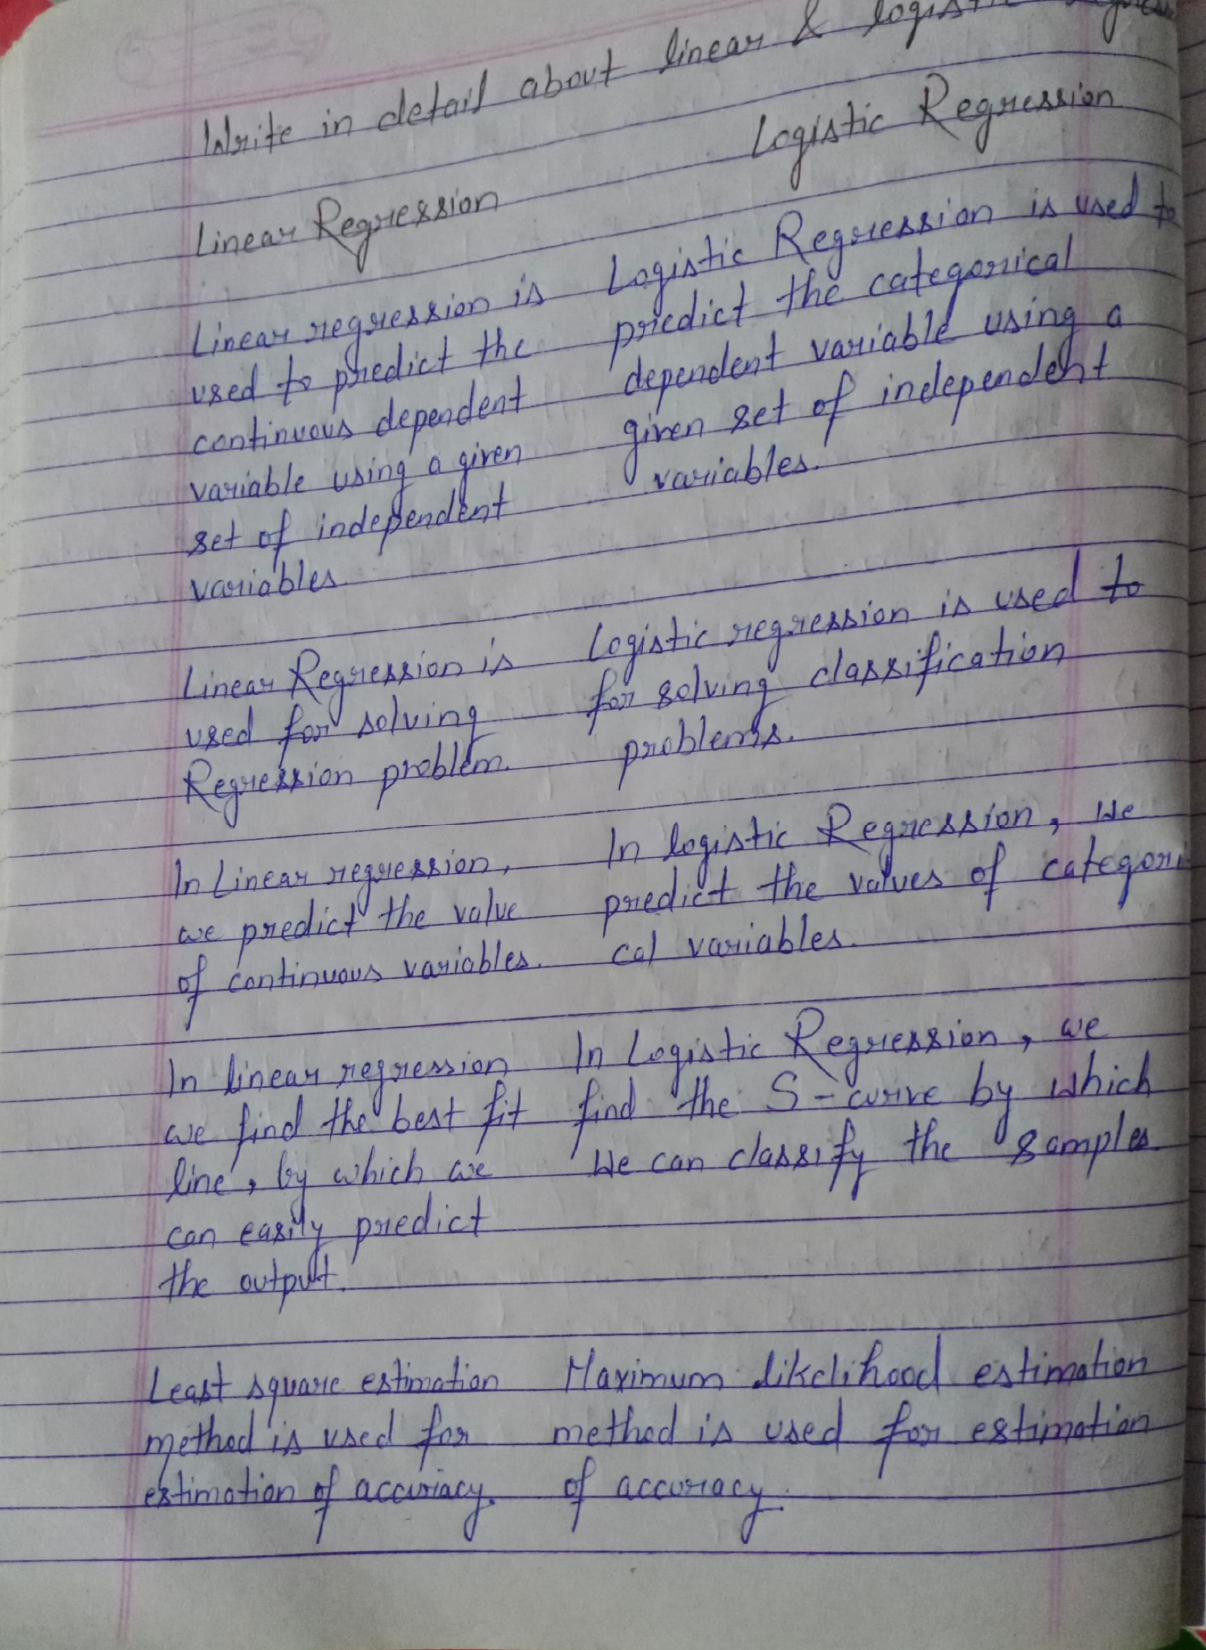 Write in detail about linear & logistic
Linear Regression
Logistic Regression
Linear regression is
used to predict the
continuous dependent
variable using a given
set of independent
variables.
Logistic Regression is used to
predict the categorical
dependent variable using a
given set of independent
variables.
Linear Regression is
used for solving
Regression problem.
Logistic regression is used to
for solving classification
problems.
In Linear regression,
we predict the value
of continuous variables.
In logistic Regression, We
predict the values of categori
cal variables.
In linear regression
we find the best fit
line, by which we
can easily predict
the output.
In Logistic Regression, we
find the S-curve by which
We can classify the samples.
Least square estimation
method is used for
estimation of accuracy.
Maximum likelihood estimation
method is used for estimation
of accuracy.